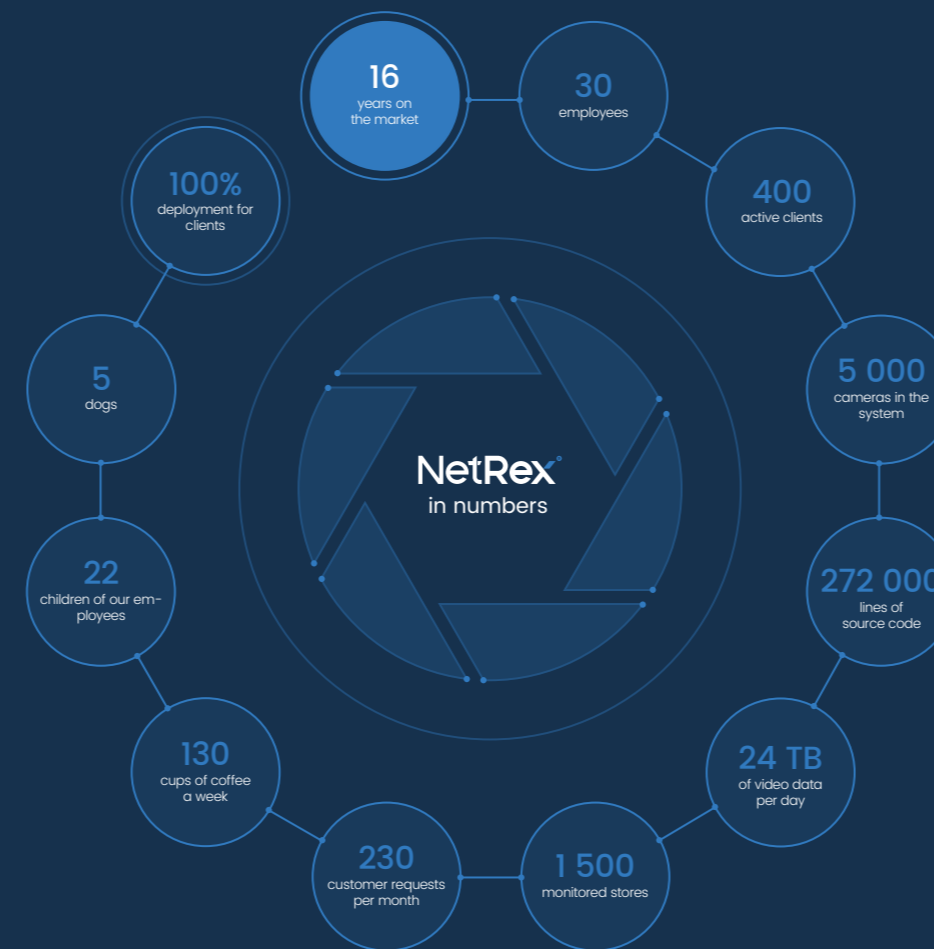 16
years on
the market
30
employees
400
active clients
5 000
cameras in the
system
272 000
lines of
source code
24 TB
of video data
per day
1 500
monitored stores
230
customer requests
per month
130
cups of coffee
a week
22
children of our em-
ployees
5
dogs
100%
deployment for
clients
NetRex
in numbers